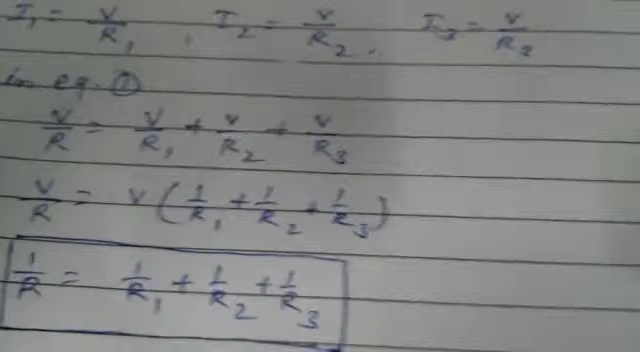 I₁ = V/R₁ , I₂ = V/R₂ , I₃ = V/R₃
in eq. ①
V/R = V/R₁ + V/R₂ + V/R₃
V/R = V(1/R₁ + 1/R₂ + 1/R₃)
1/R = 1/R₁ + 1/R₂ + 1/R₃